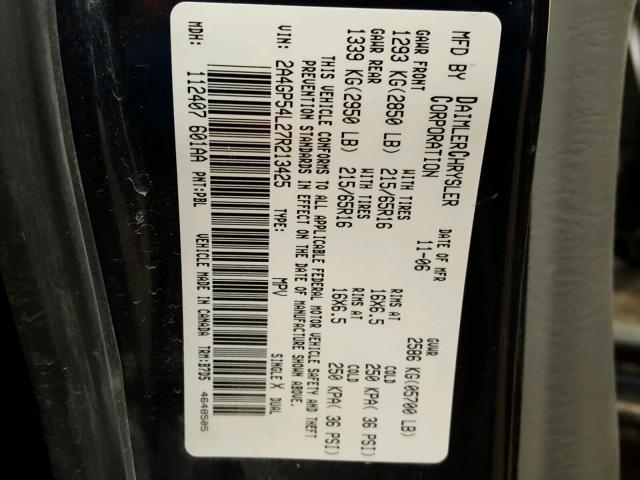 MFD BY DAIMLERCHRYSLER CORPORATION
DATE OF MFR 11-06
GVWR 2586 KG(05700 LB)
GAWR FRONT WITH TIRES RIMS AT COLD
1293 KG(2850 LB) 215/65R16 16X6.5 250 KPA( 36 PSI)
GAWR REAR WITH TIRES RIMS AT COLD
1339 KG(2950 LB) 215/65R16 16X6.5 250 KPA( 36 PSI)
THIS VEHICLE CONFORMS TO ALL APPLICABLE FEDERAL MOTOR VEHICLE SAFETY AND THEFT
PREVENTION STANDARDS IN EFFECT ON THE DATE OF MANUFACTURE SHOWN ABOVE.
2A4GP54L27R213425 TYPE: MPV SINGLE X DUAL
MDH: 112407 601AA PNT:PBL VEHICLE MADE IN CANADA TRM:B7D5 4648505